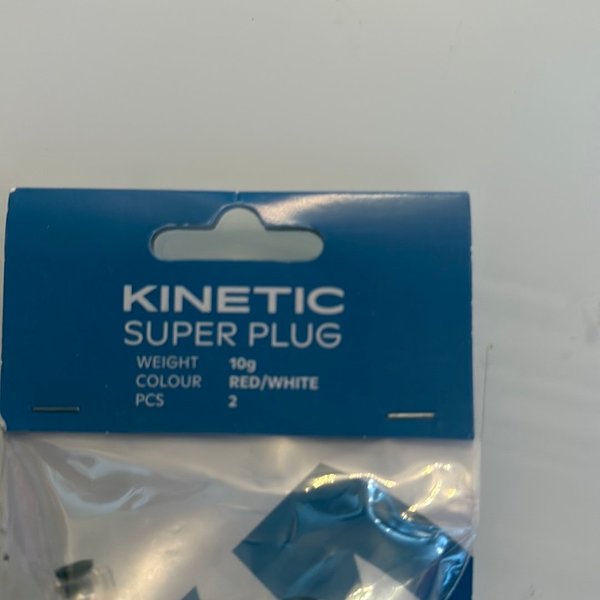 KINETIC
SUPER PLUG
WEIGHT 10g
COLOUR RED/WHITE
PCS 2